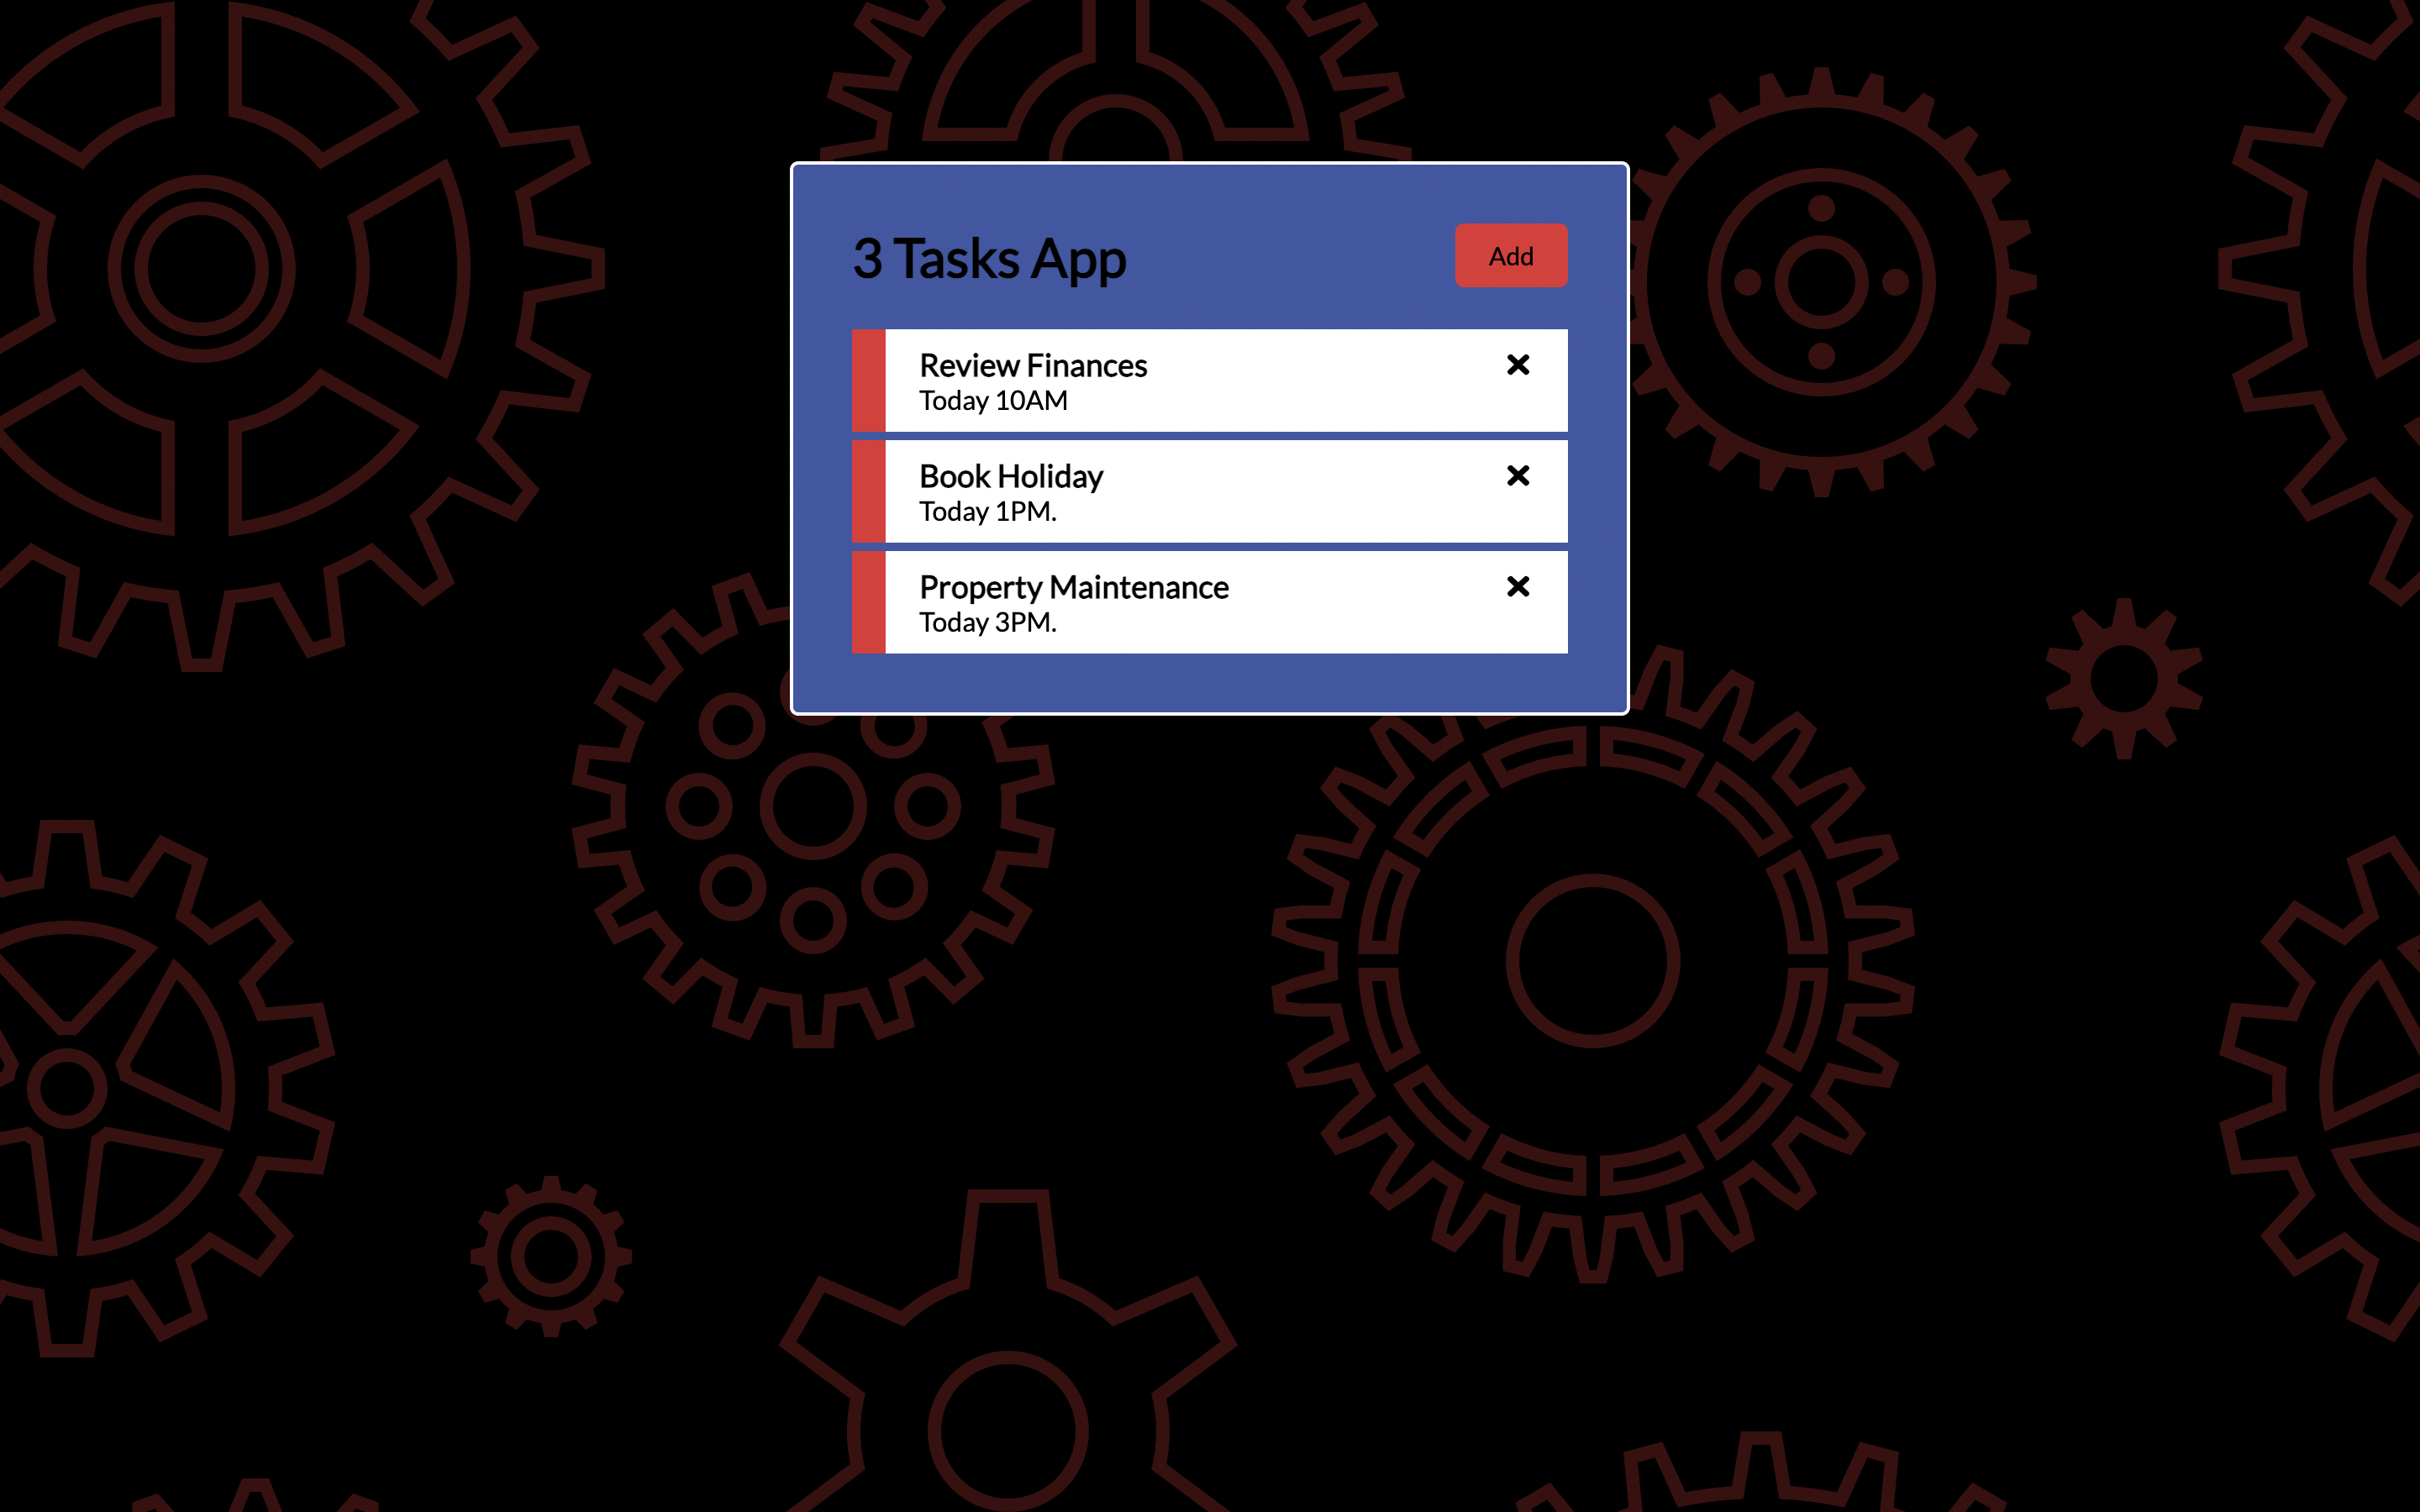 3 Tasks App
Add
Review Finances
Today 10AM
Book Holiday
Today 1PM.
Property Maintenance
Today 3PM.